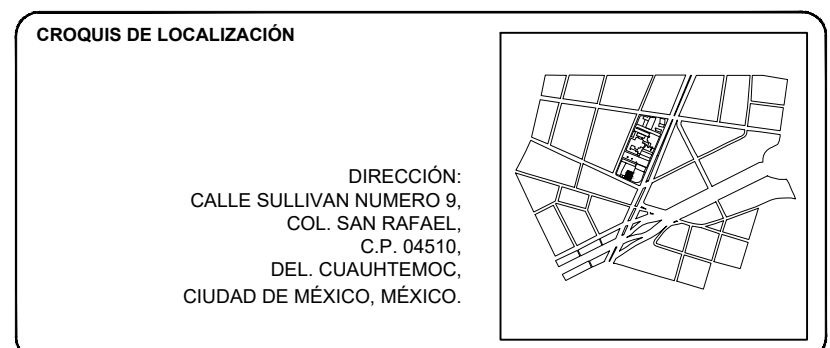 CROQUIS DE LOCALIZACIÓN
DIRECCIÓN:
CALLE SULLIVAN NUMERO 9,
COL. SAN RAFAEL,
C.P. 04510,
DEL. CUAUHTEMOC,
CIUDAD DE MÉXICO, MÉXICO.